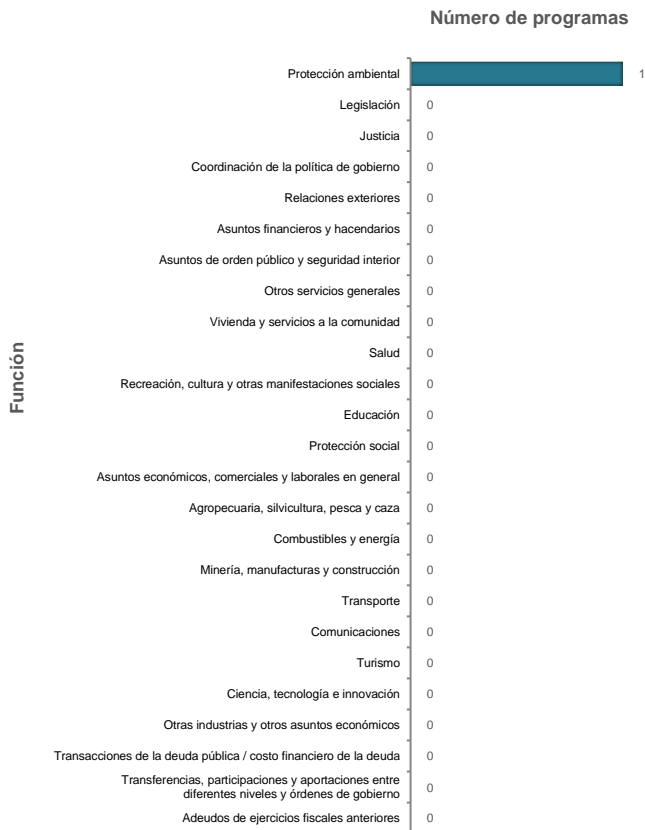 Número de programas
Función
Protección ambiental 1
Legislación 0
Justicia 0
Coordinación de la política de gobierno 0
Relaciones exteriores 0
Asuntos financieros y hacendarios 0
Asuntos de orden público y seguridad interior 0
Otros servicios generales 0
Vivienda y servicios a la comunidad 0
Salud 0
Recreación, cultura y otras manifestaciones sociales 0
Educación 0
Protección social 0
Asuntos económicos, comerciales y laborales en general 0
Agropecuaria, silvicultura, pesca y caza 0
Combustibles y energía 0
Minería, manufacturas y construcción 0
Transporte 0
Comunicaciones 0
Turismo 0
Ciencia, tecnología e innovación 0
Otras industrias y otros asuntos económicos 0
Transacciones de la deuda pública / costo financiero de la deuda 0
Transferencias, participaciones y aportaciones entre
diferentes niveles y órdenes de gobierno 0
Adeudos de ejercicios fiscales anteriores 0